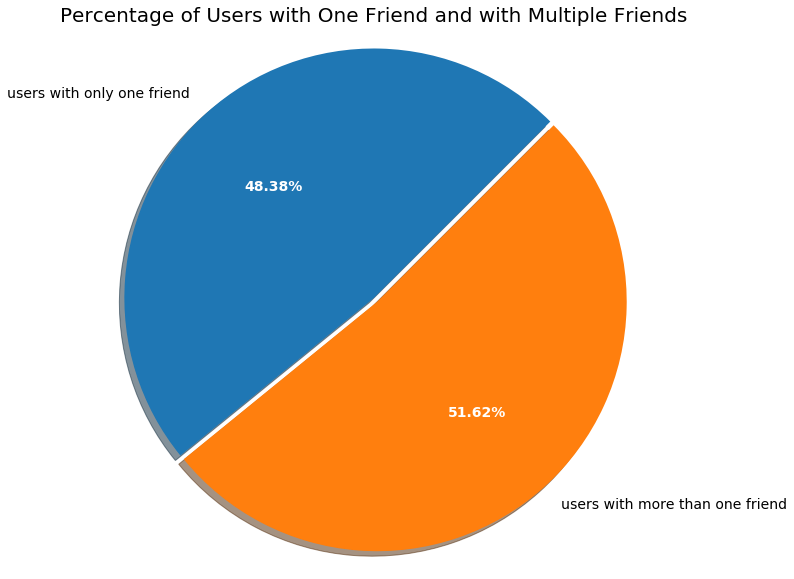 Percentage of Users with One Friend and with Multiple Friends
users with only one friend
48.38%
51.62%
users with more than one friend